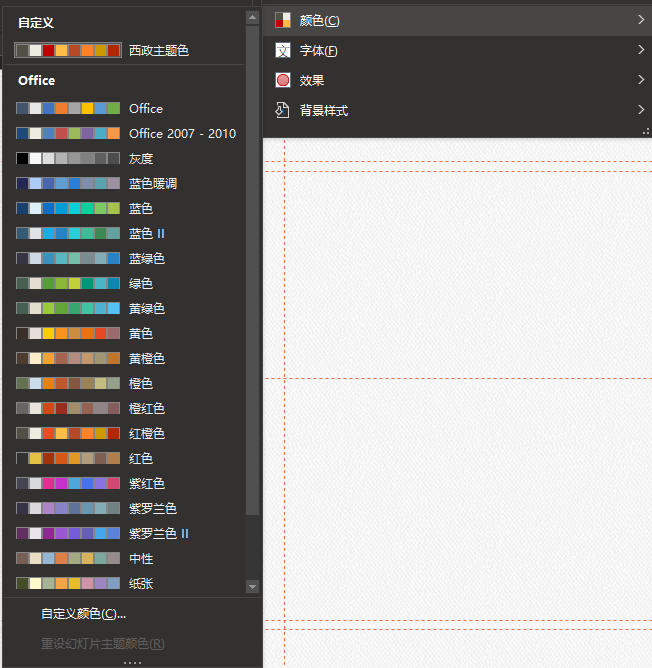 自定义
西政主题色
Office
Office
Office 2007 - 2010
灰度
蓝色暖调
蓝色
蓝色 II
蓝绿色
绿色
黄绿色
黄色
黄橙色
橙色
橙红色
红橙色
红色
紫红色
紫罗兰色
紫罗兰色 II
中性
纸张
自定义颜色(C)...
重设幻灯片主题颜色(R)
颜色(C)
字体(F)
效果
背景样式